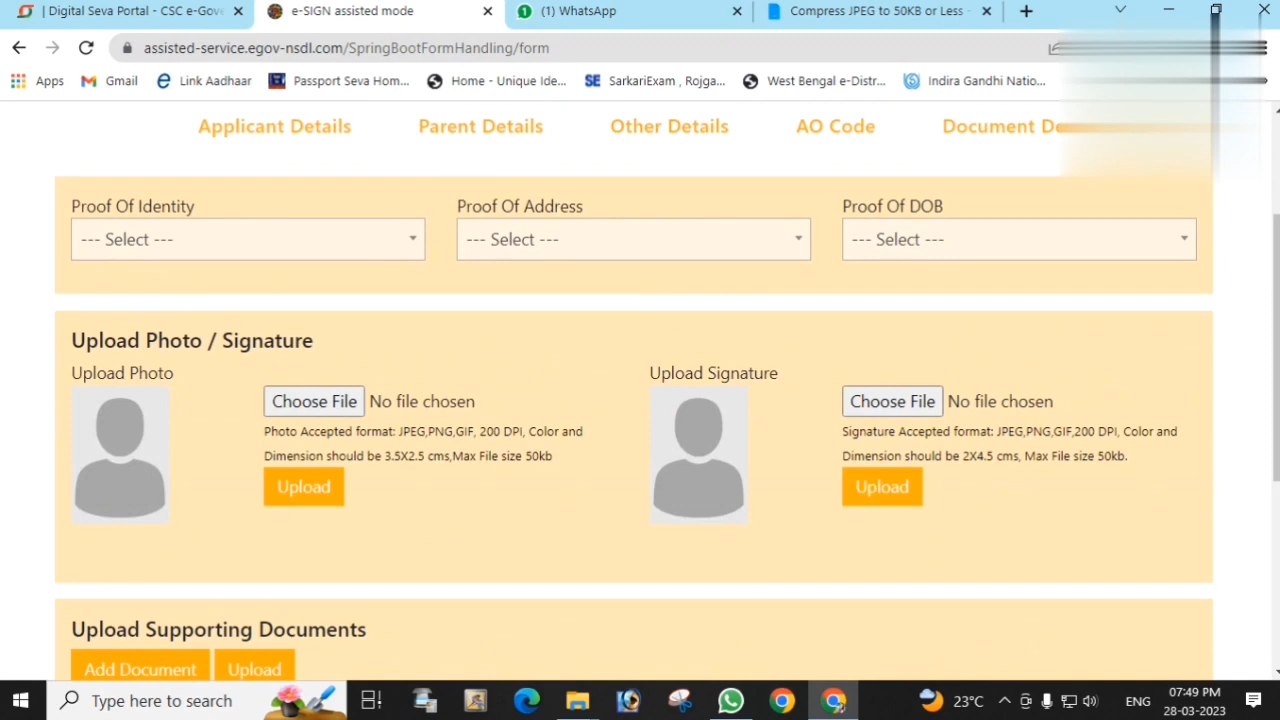 | Digital Seva Portal - CSC e-Gove
e-SIGN assisted mode
(1) WhatsApp
Compress JPEG to 50KB or Less -
assisted-service.egov-nsdl.com/SpringBootFormHandling/form
Apps
Gmail
Link Aadhaar
Passport Seva Hom...
Home - Unique Ide...
SarkariExam , Rojga...
West Bengal e-Distr...
Indira Gandhi Natio...
Applicant Details
Parent Details
Other Details
AO Code
Document
Proof Of Identity
Proof Of Address
Proof Of DOB
--- Select ---
--- Select ---
--- Select ---
Upload Photo / Signature
Upload Photo
Choose File No file chosen
Photo Accepted format: JPEG,PNG,GIF, 200 DPI, Color and
Dimension should be 3.5X2.5 cms,Max File size 50kb
Upload
Upload Signature
Choose File No file chosen
Signature Accepted format: JPEG,PNG,GIF,200 DPI, Color and
Dimension should be 2X4.5 cms, Max File size 50kb.
Upload
Upload Supporting Documents
Add Document
Upload
Type here to search
23°C
ENG
07:49 PM
28-03-2023